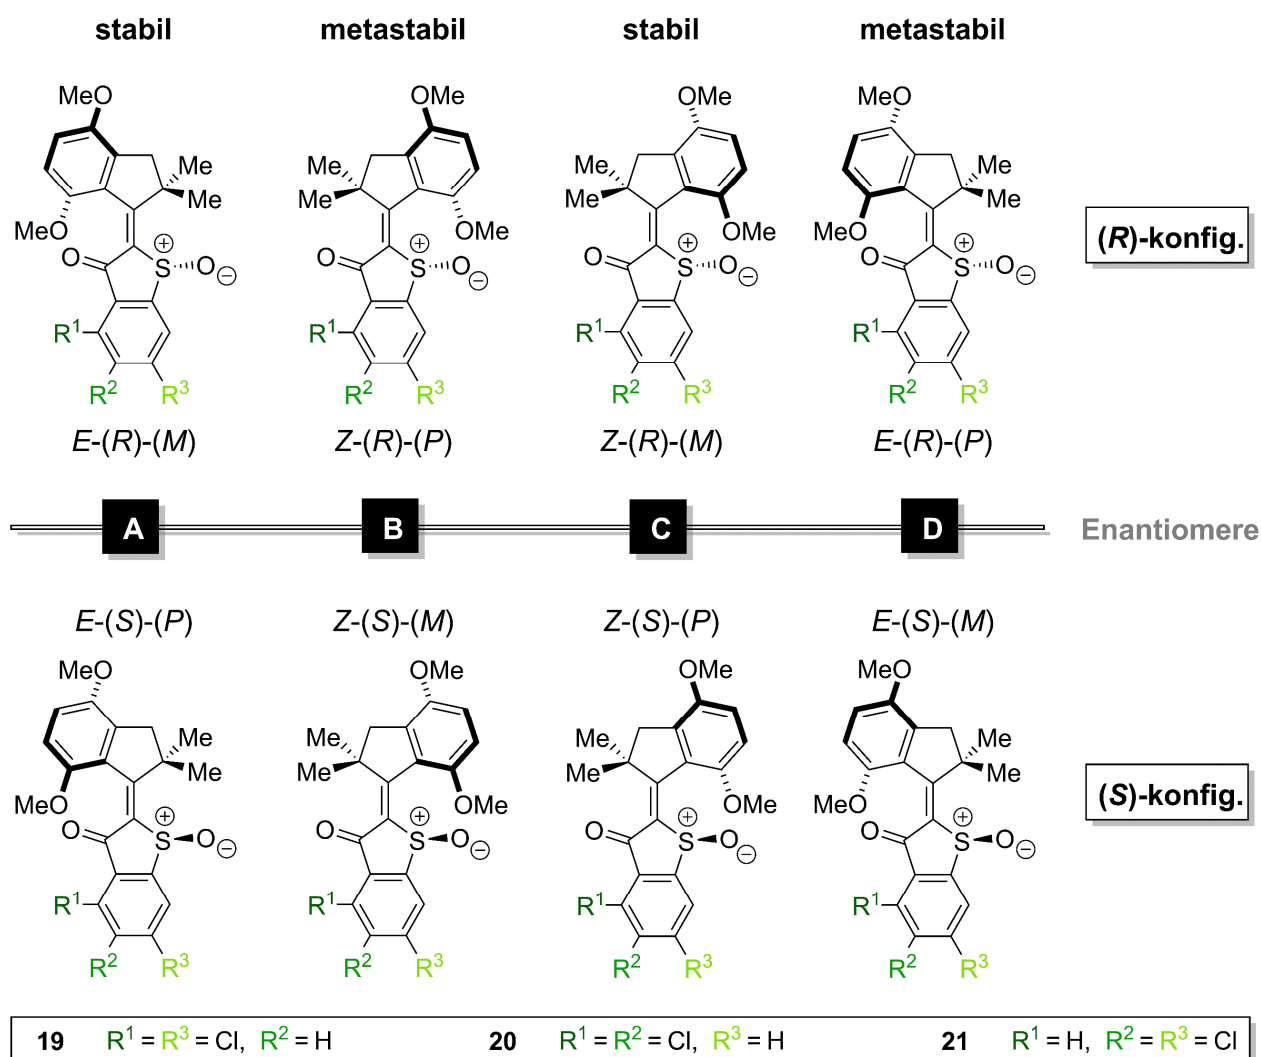 stabil metastabil stabil metastabil
MeO OMe OMe MeO
Me Me Me Me
Me Me Me Me
MeO OMe OMe MeO
O S⊕ O⊖ O S⊕ O⊖ O S⊕ O⊖ O S⊕ O⊖
(R)-konfig.
R¹ R¹ R¹ R¹
R² R³ R² R³ R² R³ R² R³
E-(R)-(M) Z-(R)-(P) Z-(R)-(M) E-(R)-(P)
A B C D Enantiomere
E-(S)-(P) Z-(S)-(M) Z-(S)-(P) E-(S)-(M)
MeO OMe OMe MeO
Me Me Me Me
Me Me Me Me
MeO OMe OMe MeO
(S)-konfig.
O S⊕ O⊖ O S⊕ O⊖ O S⊕ O⊖ O S⊕ O⊖
R¹ R¹ R¹ R¹
R² R³ R² R³ R² R³ R² R³
19 R¹ = R³ = Cl, R² = H 20 R¹ = R² = Cl, R³ = H 21 R¹ = H, R² = R³ = Cl